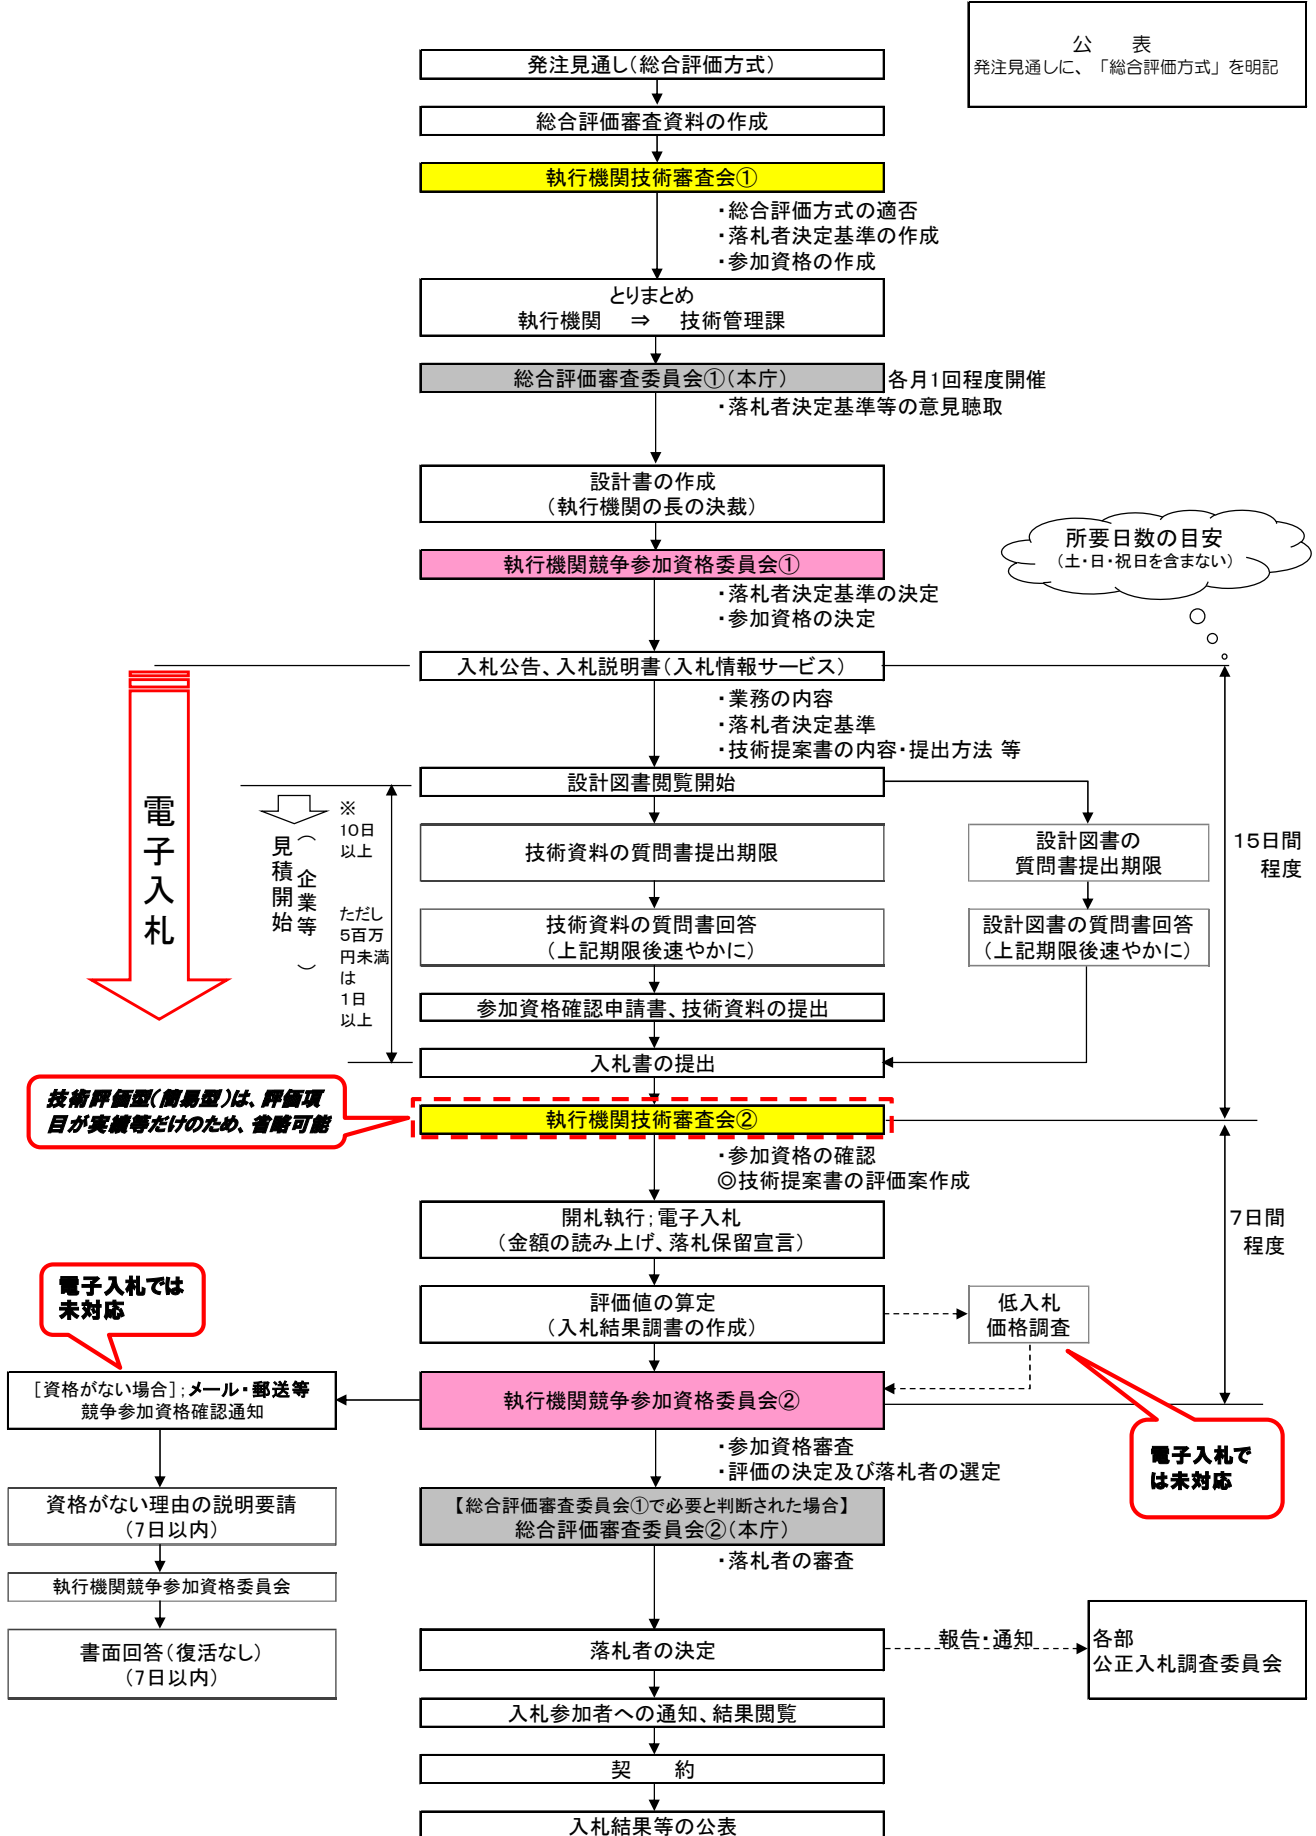 公　　表
発注見通しに、「総合評価方式」を明記
発注見通し(総合評価方式)
総合評価審査資料の作成
執行機関技術審査会①
・総合評価方式の適否
・落札者決定基準の作成
・参加資格の作成
とりまとめ
執行機関　⇒　技術管理課
総合評価審査委員会①(本庁)
各月1回程度開催
・落札者決定基準等の意見聴取
設計書の作成
(執行機関の長の決裁)
所要日数の目安
(土・日・祝日を含まない)
執行機関競争参加資格委員会①
・落札者決定基準の決定
・参加資格の決定
入札公告、入札説明書(入札情報サービス)
・業務の内容
・落札者決定基準
・技術提案書の内容・提出方法 等
電子入札
設計図書閲覧開始
見積開始
(企業等)
※
10日
以上
ただし
5百万
円未満
は
1日
以上
技術資料の質問書提出期限
設計図書の
質問書提出期限
15日間
程度
技術資料の質問書回答
(上記期限後速やかに)
設計図書の質問書回答
(上記期限後速やかに)
参加資格確認申請書、技術資料の提出
入札書の提出
技術評価型(簡易型)は、評価項
目が実績等だけのため、省略可能
執行機関技術審査会②
・参加資格の確認
◎技術提案書の評価案作成
開札執行;電子入札
(金額の読み上げ、落札保留宣言)
7日間
程度
電子入札では
未対応
評価値の算定
(入札結果調書の作成)
低入札
価格調査
[資格がない場合];メール・郵送等
競争参加資格確認通知
執行機関競争参加資格委員会②
・参加資格審査
・評価の決定及び落札者の選定
電子入札で
は未対応
資格がない理由の説明要請
(7日以内)
【総合評価審査委員会①で必要と判断された場合】
総合評価審査委員会②(本庁)
・落札者の審査
執行機関競争参加資格委員会
書面回答(復活なし)
(7日以内)
落札者の決定
報告・通知
各部
公正入札調査委員会
入札参加者への通知、結果閲覧
契　　約
入札結果等の公表